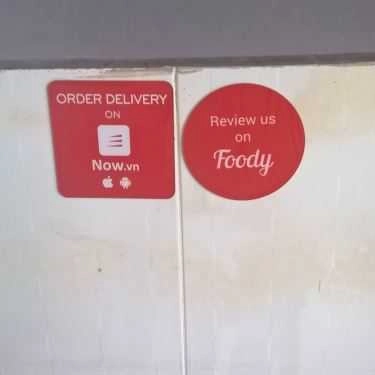 ORDER DELIVERY
ON
Now.vn
Review us
on
Foody